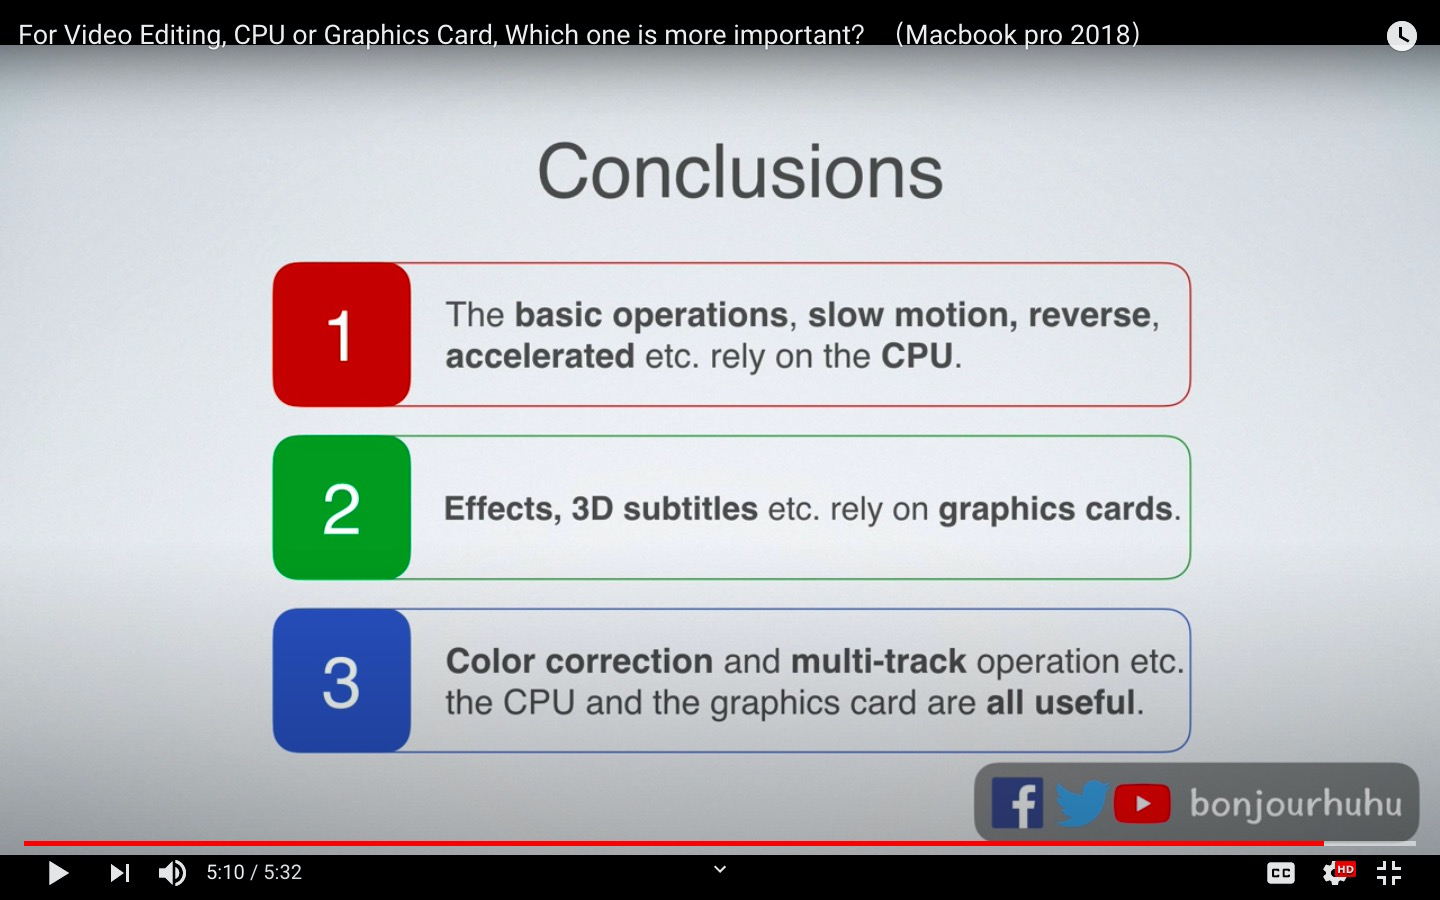 For Video Editing, CPU or Graphics Card, Which one is more important? （Macbook pro 2018）
Conclusions
1
The basic operations, slow motion, reverse,
accelerated etc. rely on the CPU.
2
Effects, 3D subtitles etc. rely on graphics cards.
3
Color correction and multi-track operation etc.
the CPU and the graphics card are all useful.
bonjourhuhu
5:10 / 5:32
CC
HD